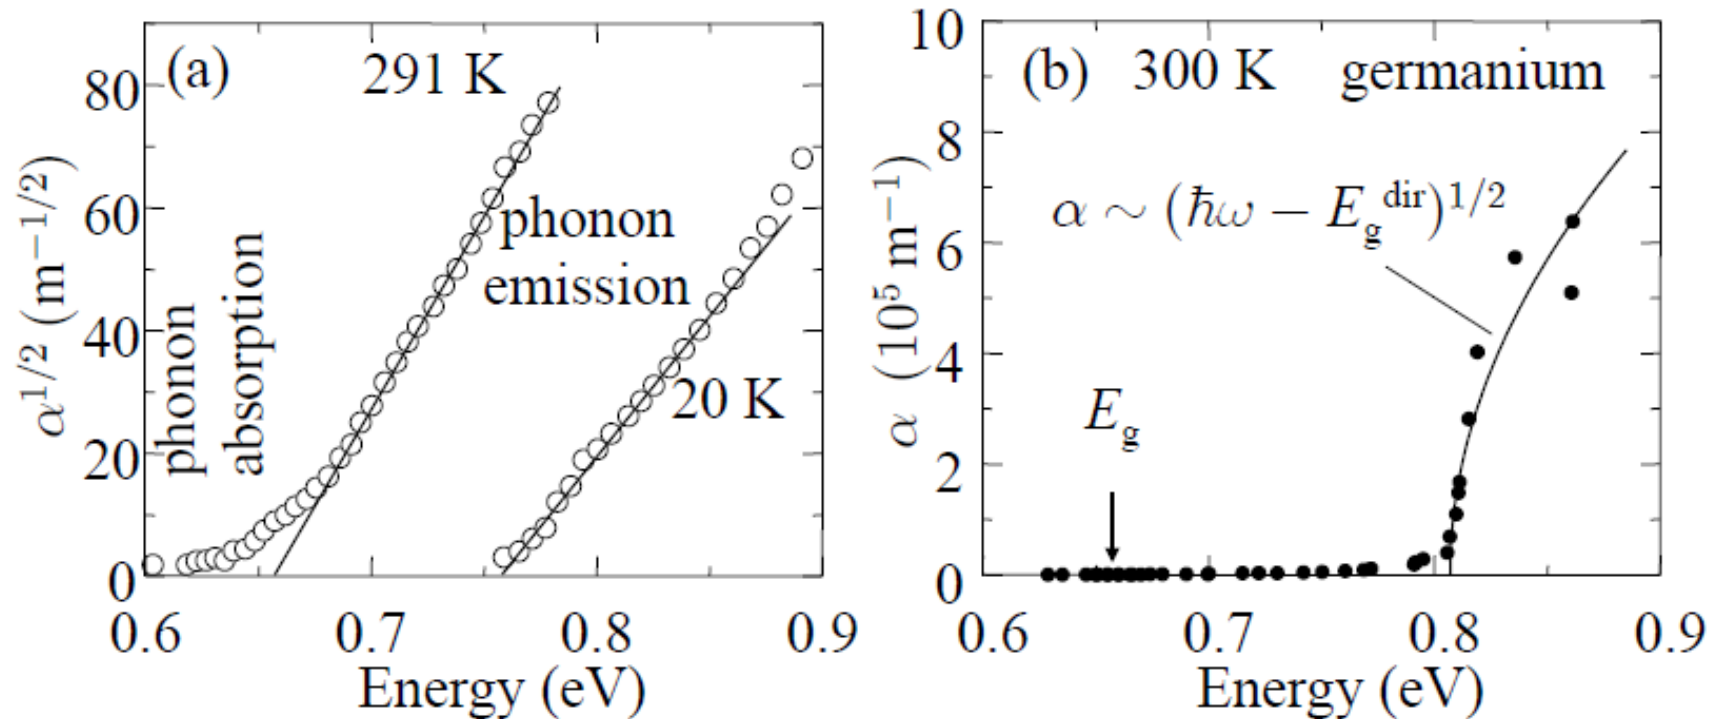 (a) 291 K
80
60
40
20
0
α^1/2 (m^−1/2)
phonon
absorption
phonon
emission
20 K
0.6 0.7 0.8 0.9
Energy (eV)
(b) 300 K germanium
10
8
6
4
2
0
α (10^5 m^−1)
α ∼ (ħω − E_g^dir)^1/2
E_g
0.6 0.7 0.8 0.9
Energy (eV)